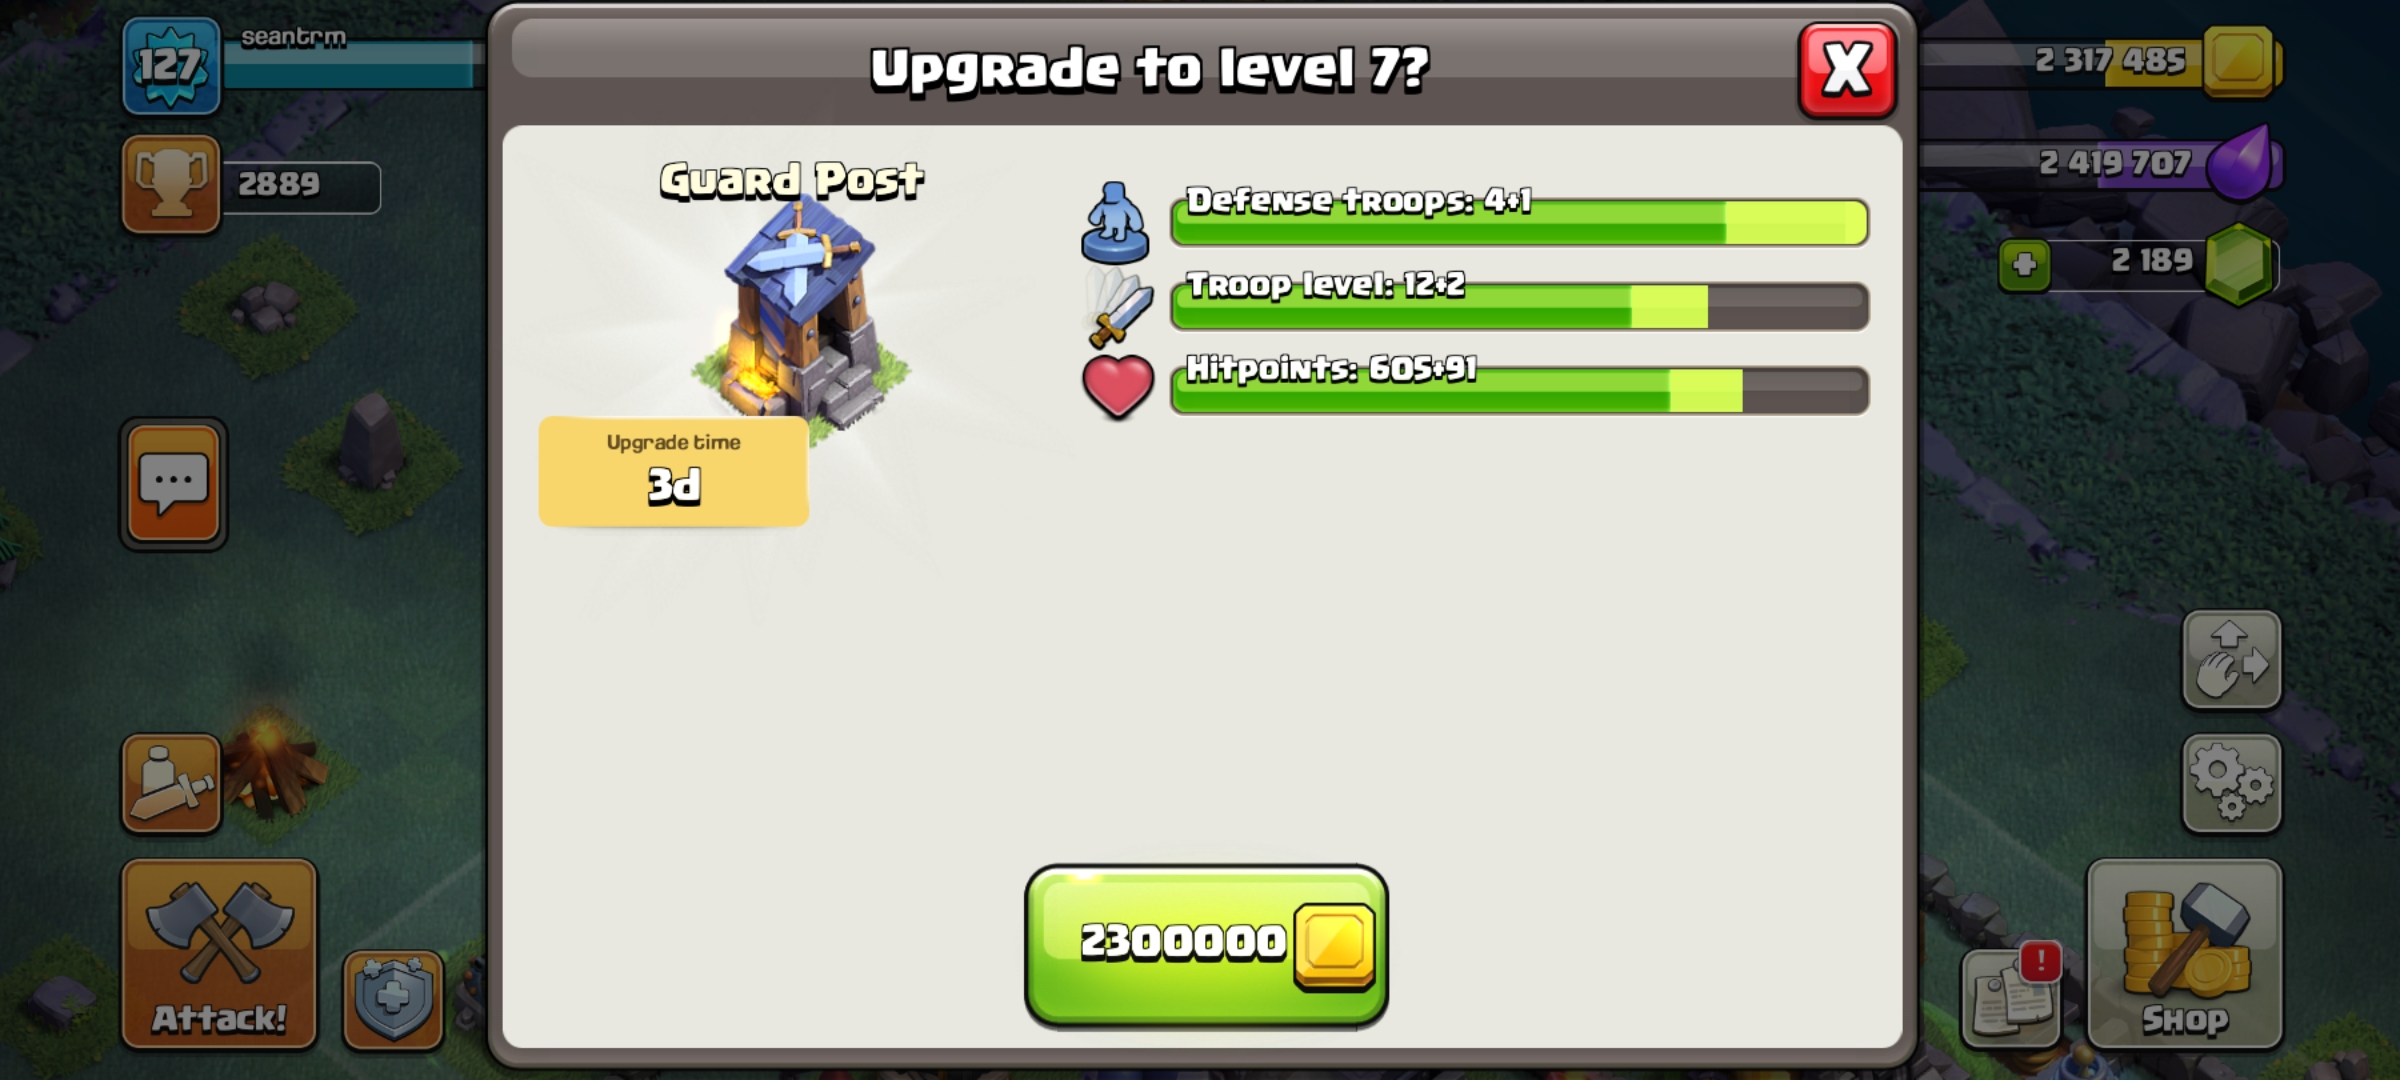 127
seantrm
2889
Upgrade to level 7?
X
2 317 485
2 419 707
2 189
Guard Post
Upgrade time
3d
Defense troops: 4+1
Troop level: 12+2
Hitpoints: 605+91
2300000
Attack!
!
Shop